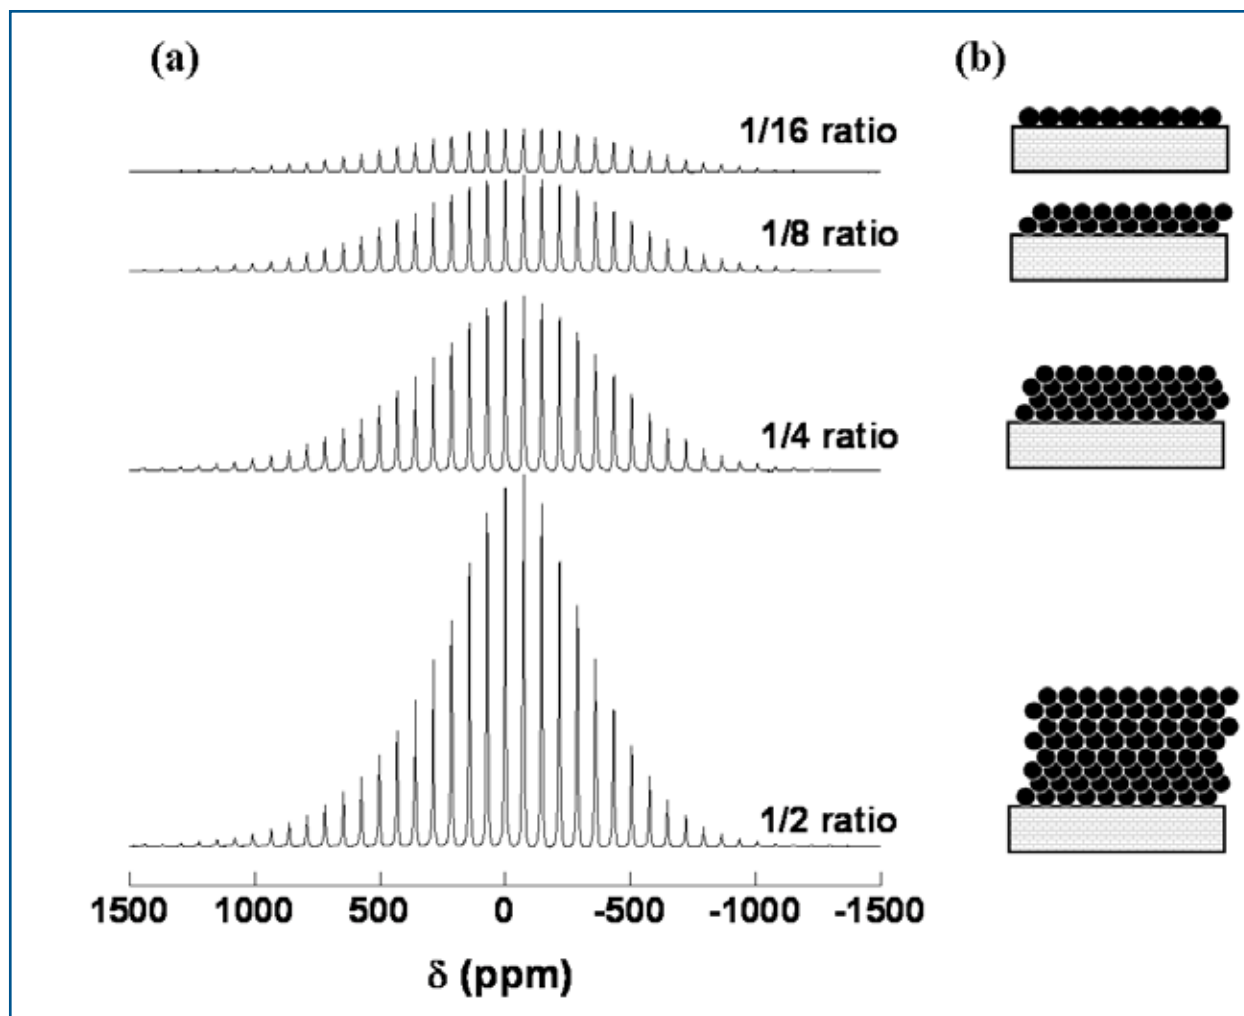 (a)
(b)
1/16 ratio
1/8 ratio
1/4 ratio
1/2 ratio
1500 1000 500 0 -500 -1000 -1500
δ (ppm)